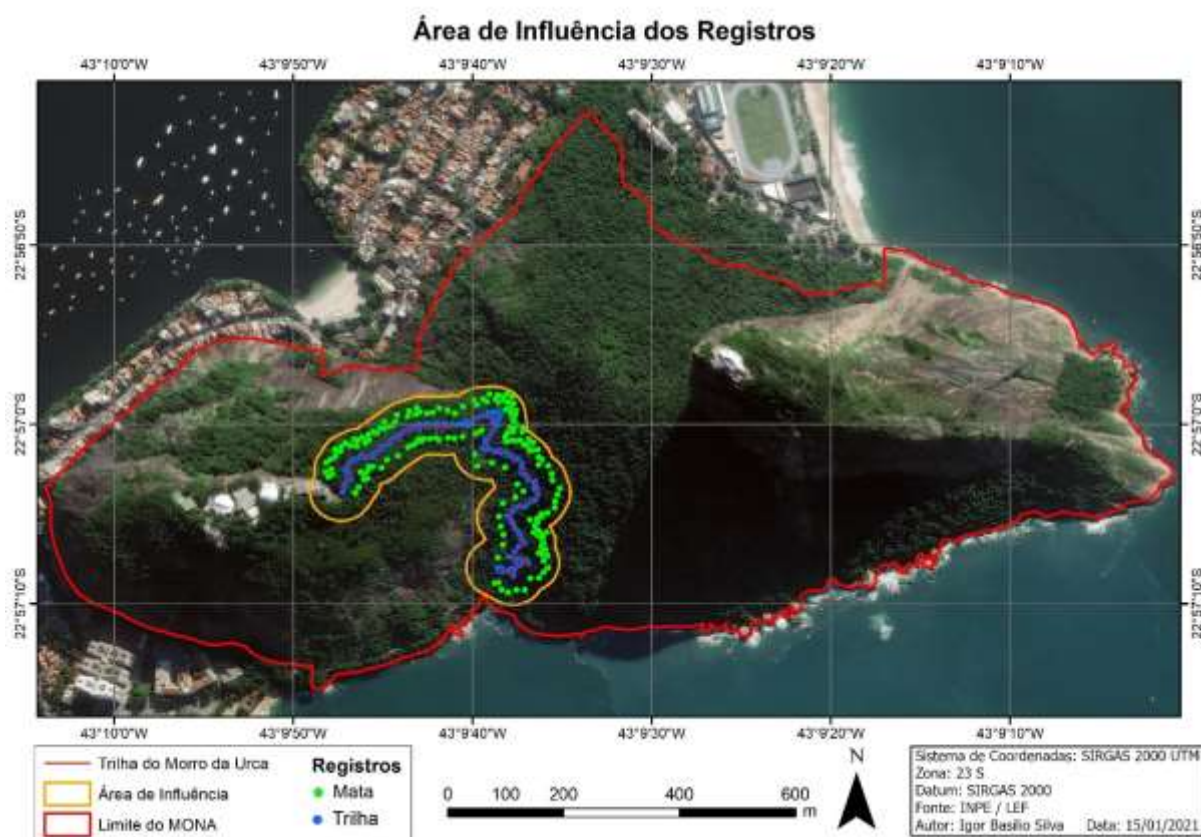 Área de Influência dos Registros
43°10'0"W 43°9'50"W 43°9'40"W 43°9'30"W 43°9'20"W 43°9'10"W
22°56'50"S 22°56'50"S
22°57'0"S 22°57'0"S
22°57'10"S 22°57'10"S
43°10'0"W 43°9'50"W 43°9'40"W 43°9'30"W 43°9'20"W 43°9'10"W
Trilha do Morro da Urca
Área de Influência
Limite do MONA
Registros
Mata
Trilha
0 100 200 400 600
m
N
Sistema de Coordenadas: SIRGAS 2000 UTM
Zona: 23 S
Datum: SIRGAS 2000
Fonte: INPE / LEF
Autor: Igor Basilio Silva Data: 15/01/2021